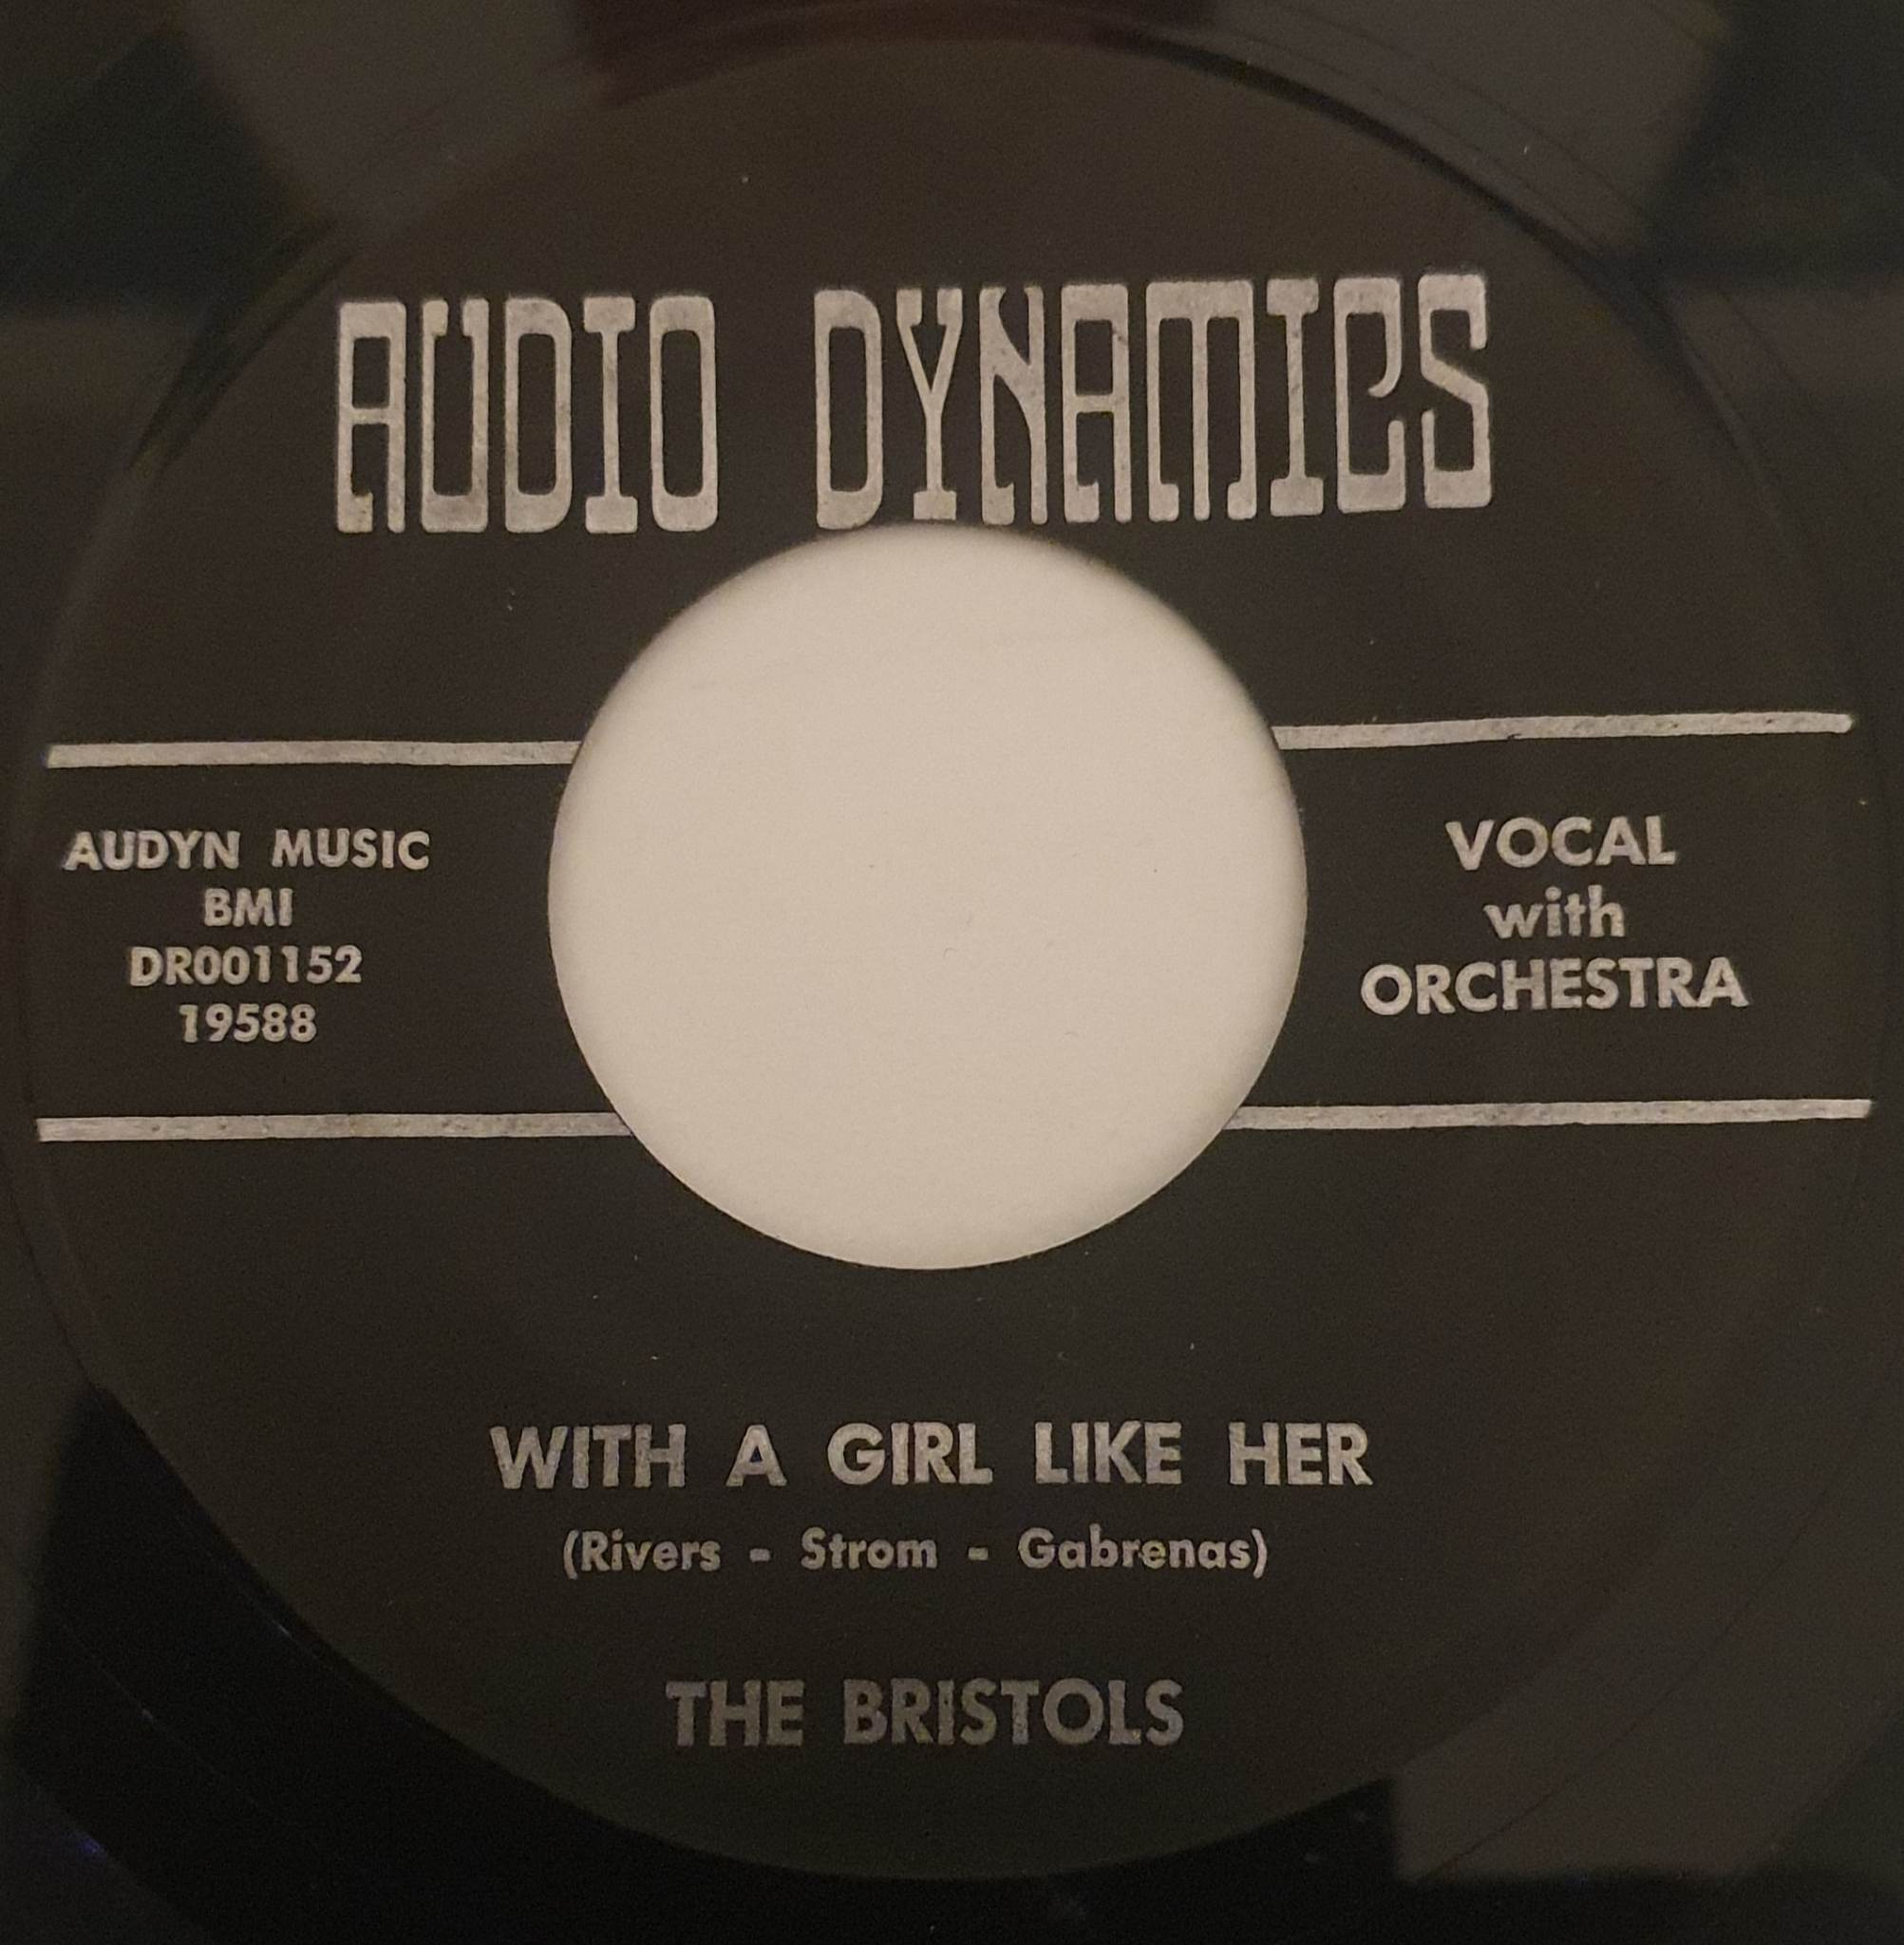 AUDIO DYNAMICS
AUDYN MUSIC
BMI
DR001152
19588
VOCAL
with
ORCHESTRA
WITH A GIRL LIKE HER
(Rivers - Strom - Gabrenas)
THE BRISTOLS